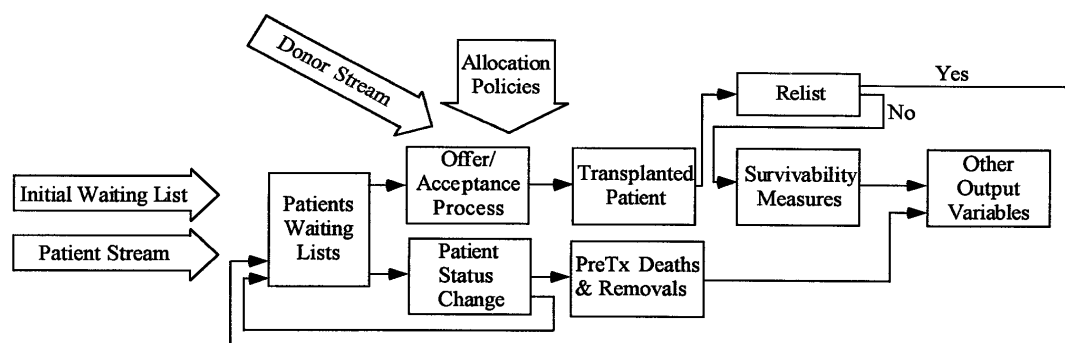 Donor Stream
Allocation
Policies
Yes
Relist
No
Initial Waiting List
Patient Stream
Patients
Waiting
Lists
Offer/
Acceptance
Process
Transplanted
Patient
Survivability
Measures
Other
Output
Variables
Patient
Status
Change
PreTx Deaths
& Removals